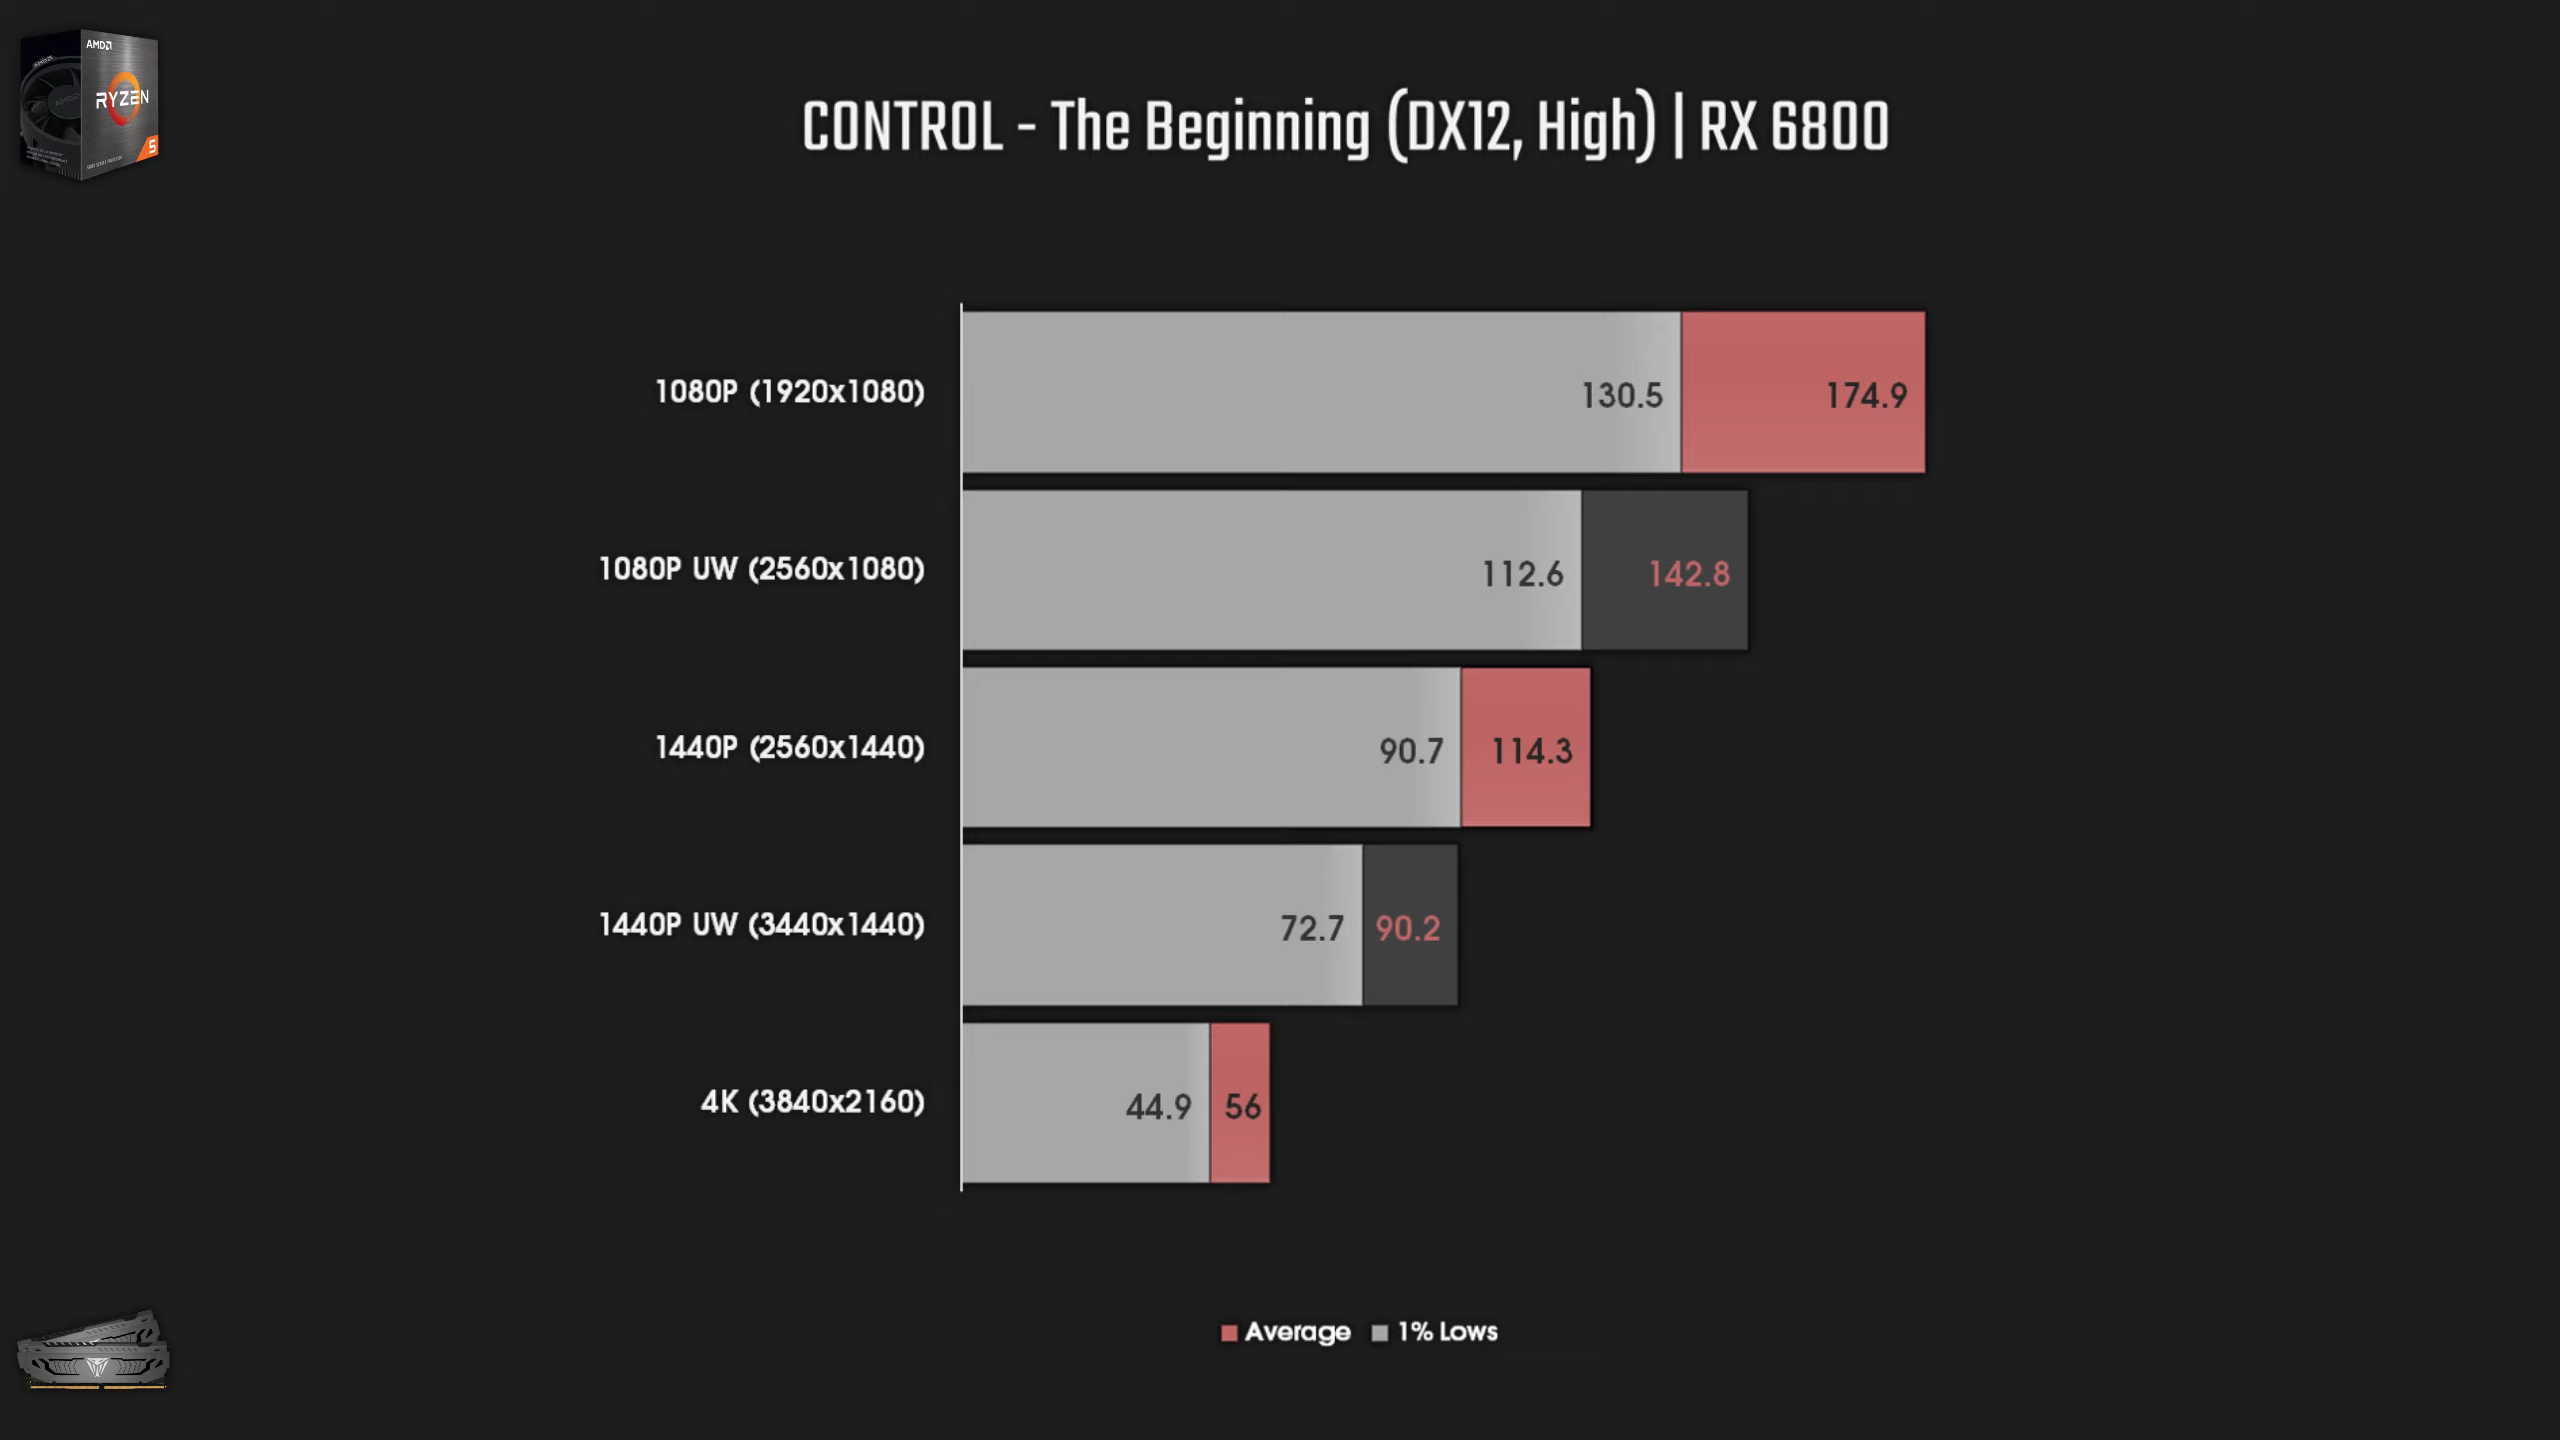 AMD
RYZEN
5
CONTROL - The Beginning (DX12, High) | RX 6800
1080P (1920x1080)
130.5
174.9
1080P UW (2560x1080)
112.6
142.8
1440P (2560x1440)
90.7
114.3
1440P UW (3440x1440)
72.7
90.2
4K (3840x2160)
44.9
56
Average
1% Lows